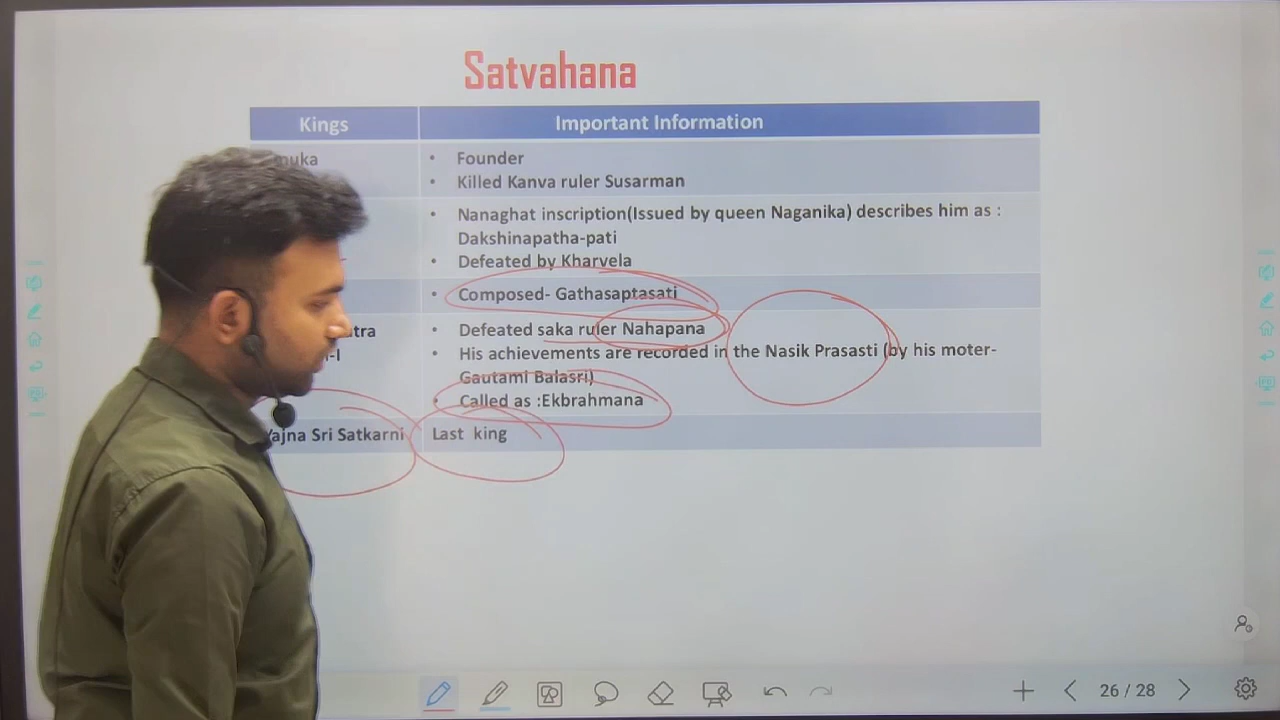 Satvahana
Kings
Important Information
• Founder
• Killed Kanva ruler Susarman
• Nanaghat inscription(Issued by queen Naganika) describes him as :
Dakshinapatha-pati
• Defeated by Kharvela
• Composed- Gathasaptasati
• Defeated saka ruler Nahapana
• His achievements are recorded in the Nasik Prasasti (by his moter-
Gautami Balasri)
• Called as :Ekbrahmana
Yajna Sri Satkarni
Last king
26 / 28